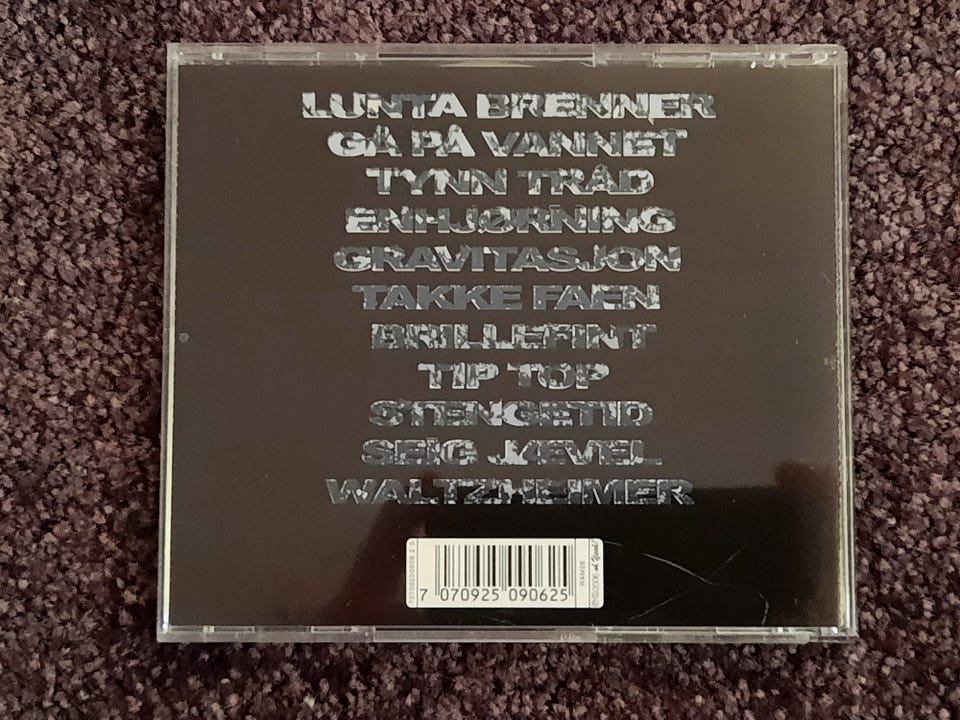 LUNTA BRENNER
GÅ PÅ VANNET
TYNN TRÅD
ENHJØRNING
GRAVITASJON
TAKKE FAEN
BRILLEFINT
TIP TOP
STENGETID
SEIG JÆVEL
WALTZHEIMER
7 070925 090625
RAM28